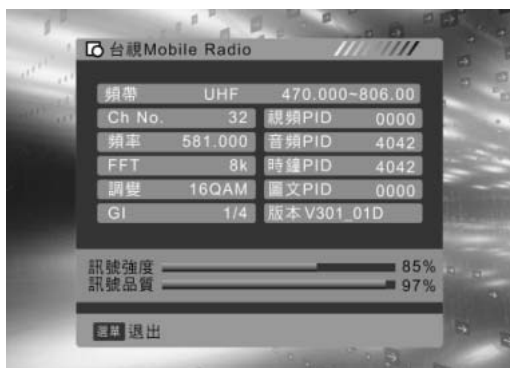 台視Mobile Radio
頻帶 UHF 470.000~806.00
Ch No. 32 視頻PID 0000
頻率 581.000 音頻PID 4042
FFT 8k 時鐘PID 4042
調變 16QAM 圖文PID 0000
GI 1/4 版本 V301_01D
訊號強度 85%
訊號品質 97%
選單 退出